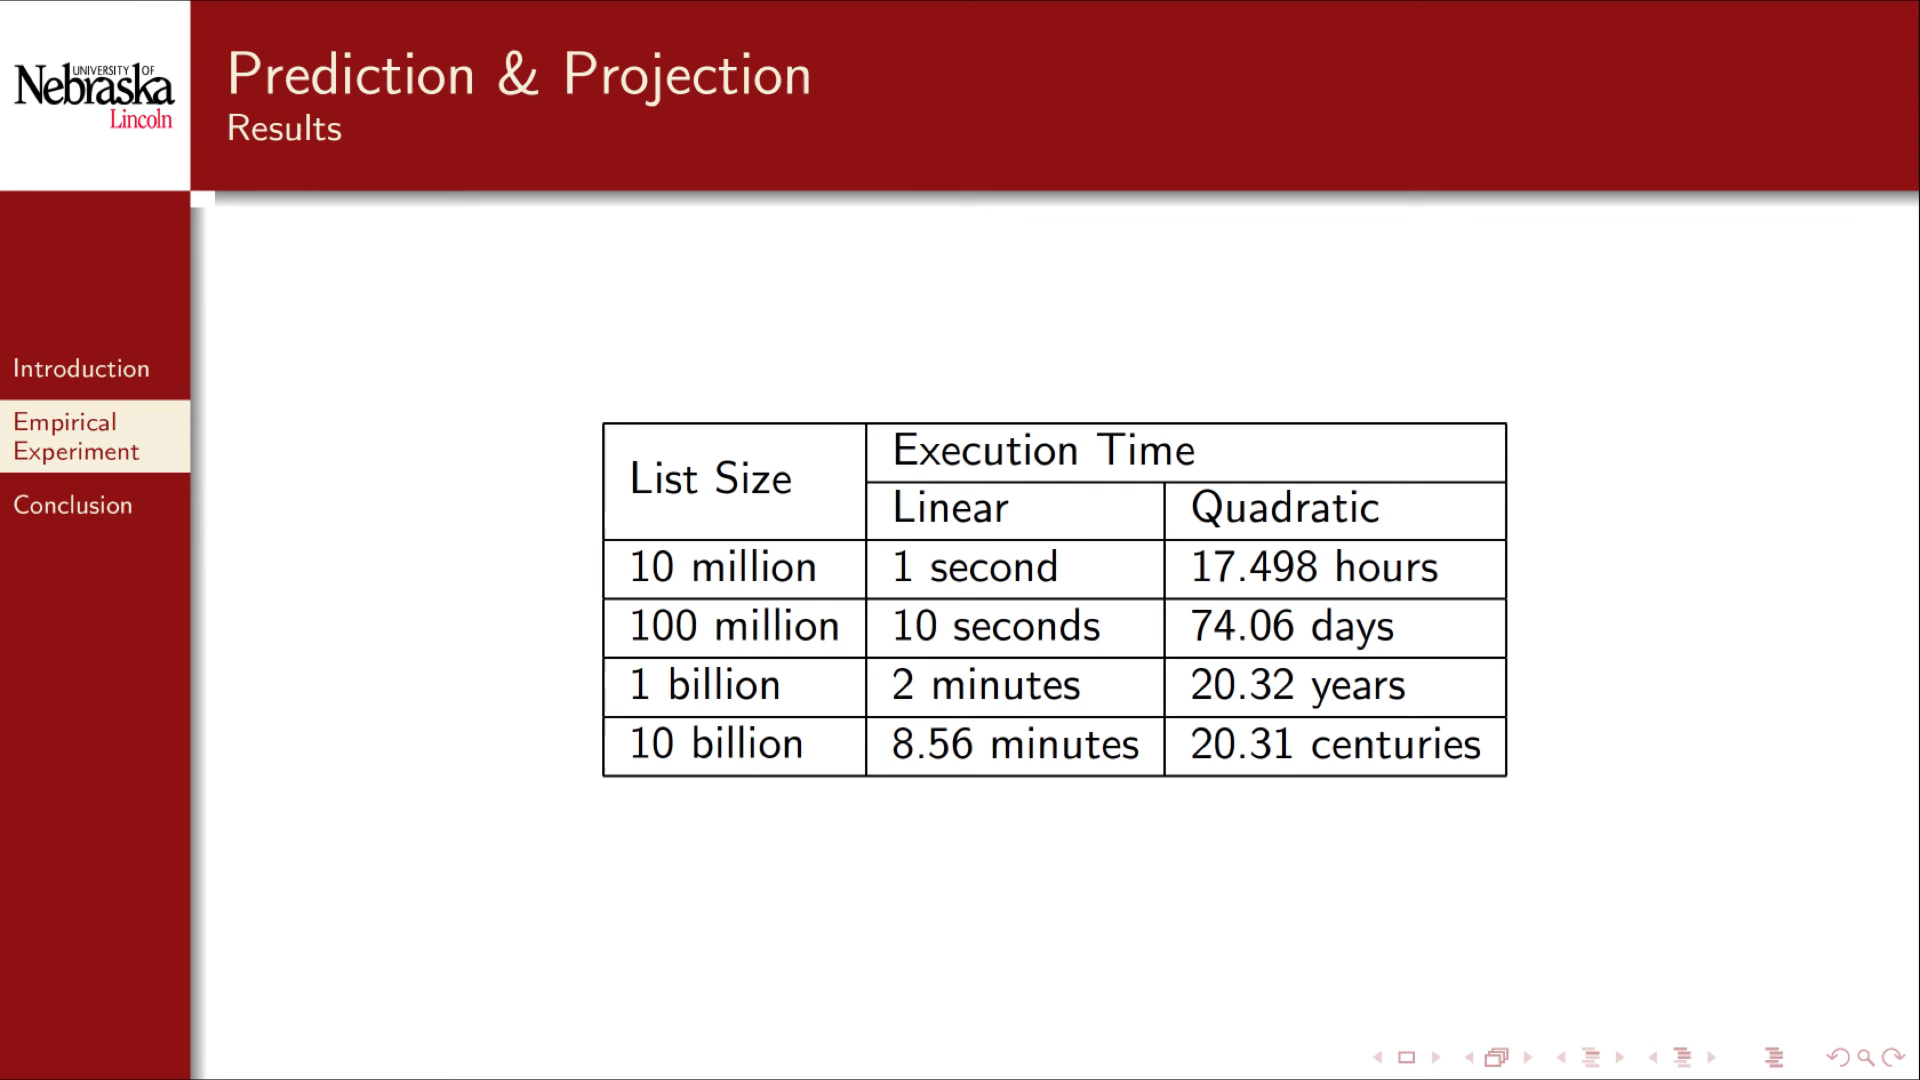 UNIVERSITY OF
Nebraska
Lincoln
Prediction & Projection
Results
Introduction
Empirical
Experiment
Conclusion
List Size
Execution Time
Linear Quadratic
10 million 1 second 17.498 hours
100 million 10 seconds 74.06 days
1 billion 2 minutes 20.32 years
10 billion 8.56 minutes 20.31 centuries